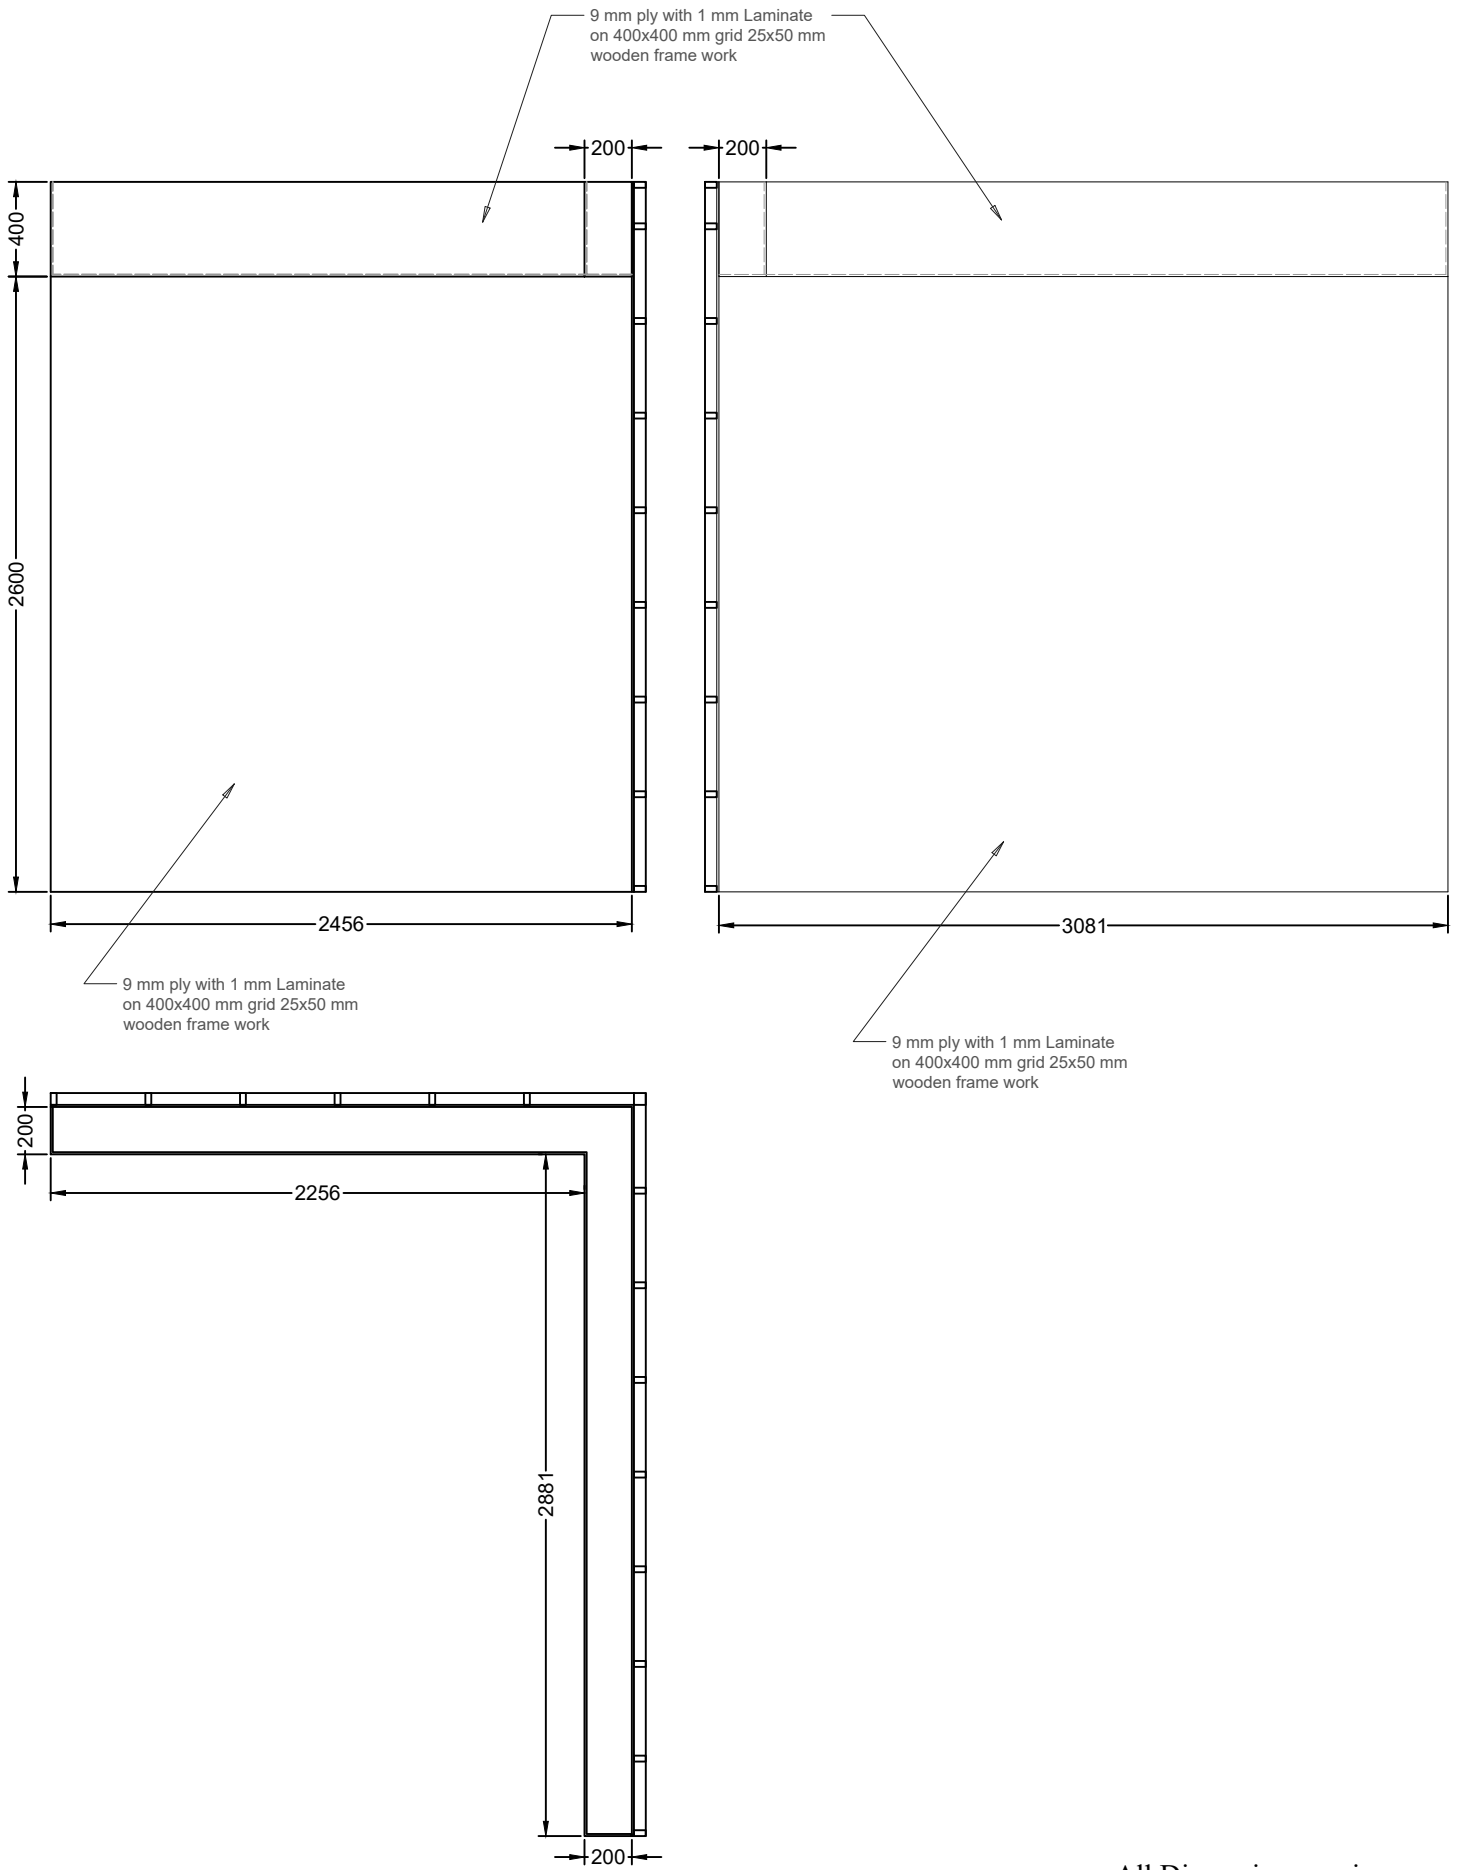 9 mm ply with 1 mm Laminate
on 400x400 mm grid 25x50 mm
wooden frame work
200
200
400
2600
2456
3081
9 mm ply with 1 mm Laminate
on 400x400 mm grid 25x50 mm
wooden frame work
9 mm ply with 1 mm Laminate
on 400x400 mm grid 25x50 mm
wooden frame work
200
2256
2881
200